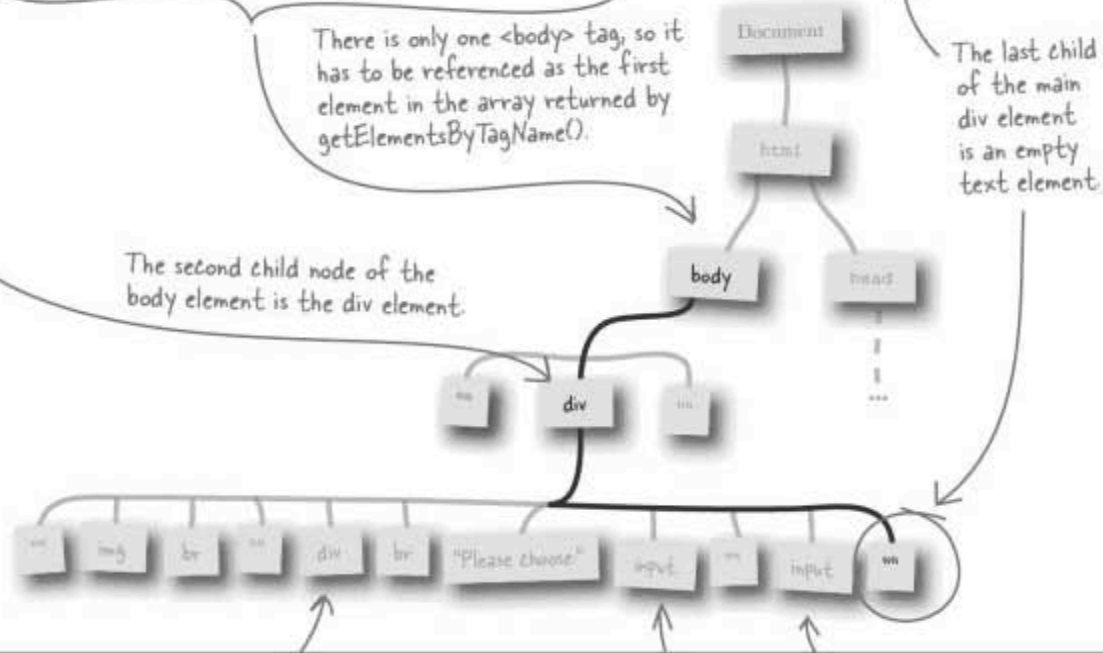 There is only one <body> tag, so it
has to be referenced as the first
element in the array returned by
getElementsByTagName().
Document
The last child
of the main
div element
is an empty
text element.
html
The second child node of the
body element is the div element.
body
head
...
""
div
""
""
img
br
""
div
br
"Please choose"
input
""
input
""